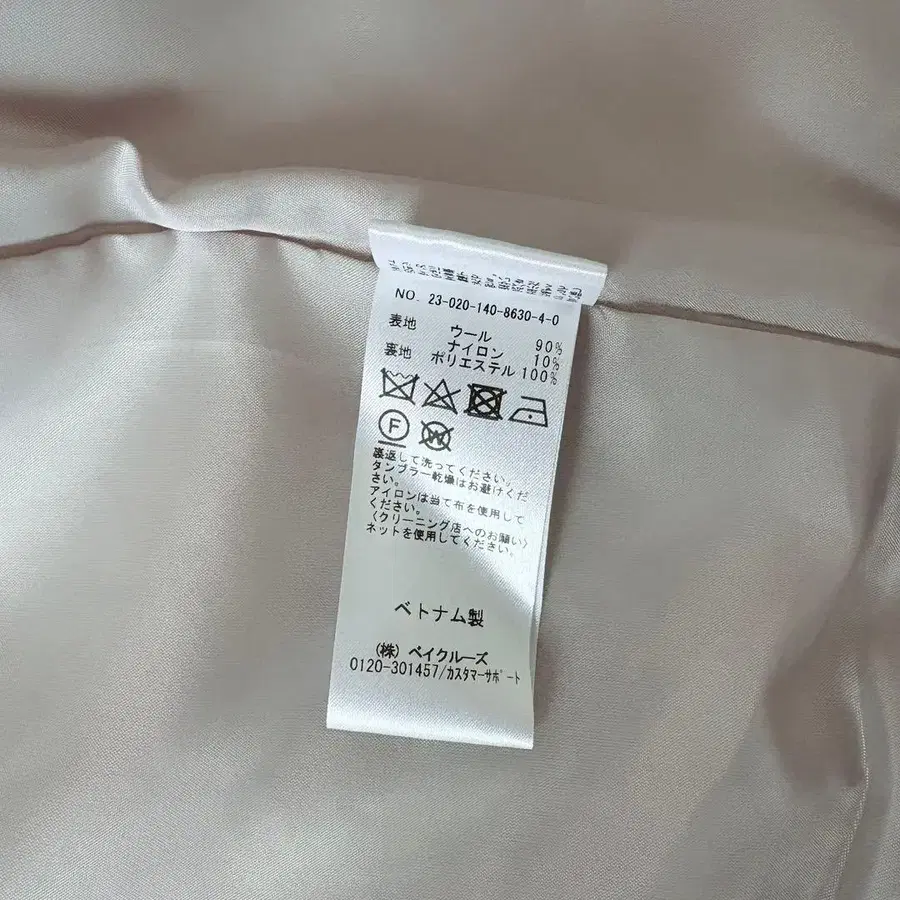 NO. 23-020-140-8630-4-0
表地 ウール 90%
ナイロン 10%
裏地 ポリエステル 100%
F
W
裏返して洗ってください。
タンブラー乾燥はお避けくだ
さい。
アイロンは当て布を使用して
ください。
〈クリーニング店へのお願い〉
ネットを使用してください。
ベトナム製
(株) ベイクルーズ
0120-301457/カスタマーサポート